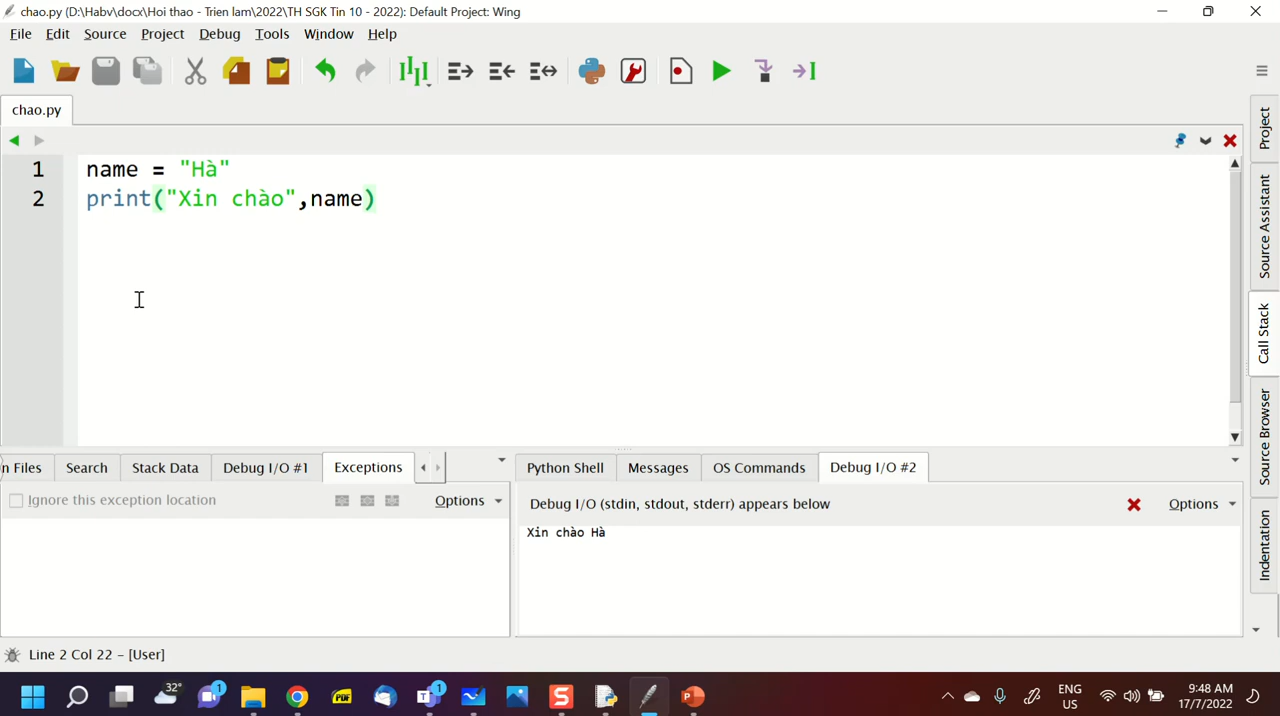 chao.py (D:\Habv\docx\Hoi thao - Trien lam\2022\TH SGK Tin 10 - 2022): Default Project: Wing
File Edit Source Project Debug Tools Window Help
chao.py
1 name = "Hà"
2 print("Xin chào",name)
Project
Source Assistant
Call Stack
Source Browser
Indentation
n Files Search Stack Data Debug I/O #1 Exceptions
Ignore this exception location Options
Python Shell Messages OS Commands Debug I/O #2
Debug I/O (stdin, stdout, stderr) appears below Options
Xin chào Hà
Line 2 Col 22 – [User]
32°
1
PDF
1
S
ENG
US
9:48 AM
17/7/2022